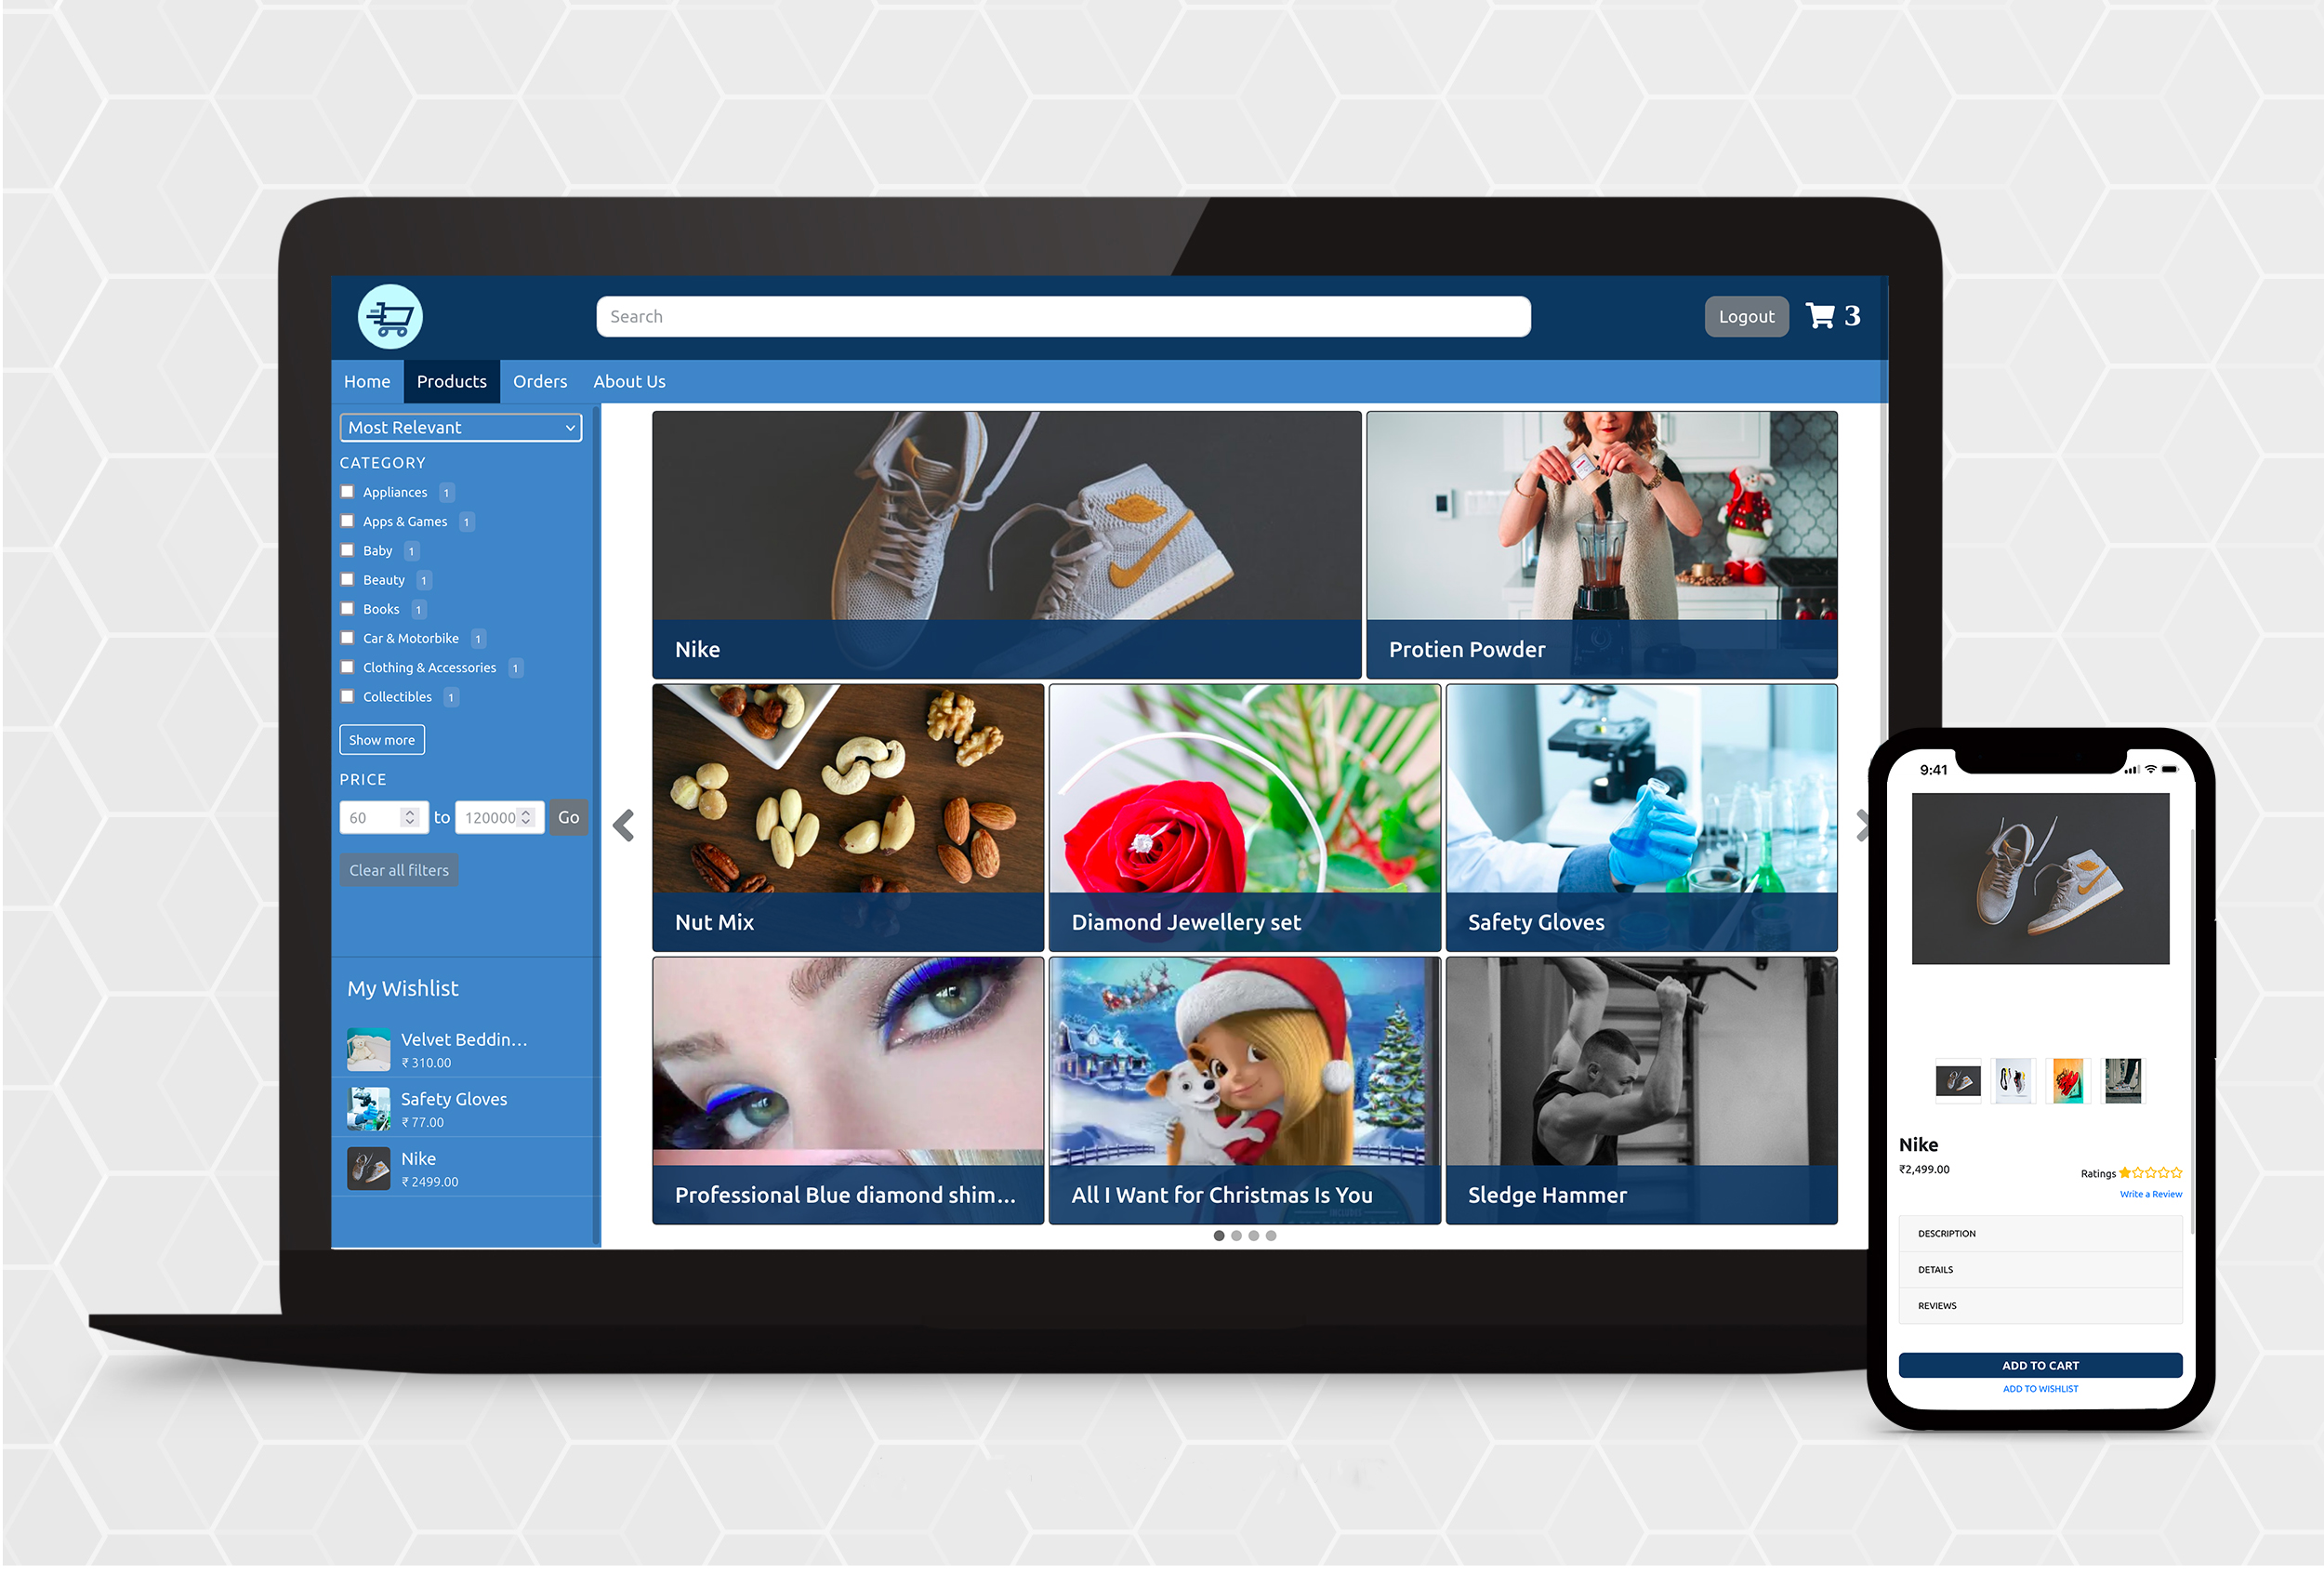 Search
Logout
3
Home
Products
Orders
About Us
Most Relevant
CATEGORY
Appliances 1
Apps & Games 1
Baby 1
Beauty 1
Books 1
Car & Motorbike 1
Clothing & Accessories 1
Collectibles 1
Show more
PRICE
60 to 120000 Go
Clear all filters
My Wishlist
Velvet Beddin...
₹ 310.00
Safety Gloves
₹ 77.00
Nike
₹ 2499.00
Nike
Protien Powder
Nut Mix
Diamond Jewellery set
Safety Gloves
Professional Blue diamond shim...
All I Want for Christmas Is You
Sledge Hammer
9:41
Nike
₹2,499.00
Ratings
Write a Review
DESCRIPTION
DETAILS
REVIEWS
ADD TO CART
ADD TO WISHLIST